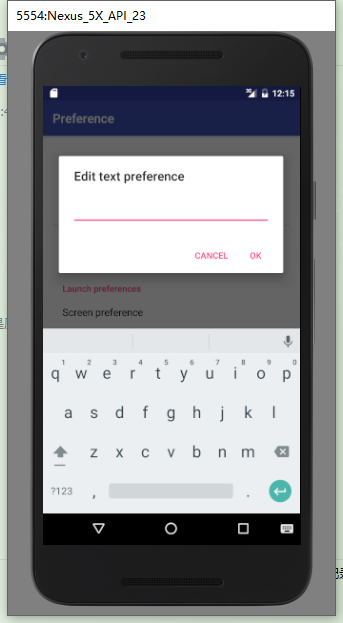 5554:Nexus_5X_API_23
12:15
Preference
Edit text preference
CANCEL OK
Launch preferences
Screen preference
1 2 3 4 5 6 7 8 9 0
q w e r t y u i o p
a s d f g h j k l
z x c v b n m
?123 , .